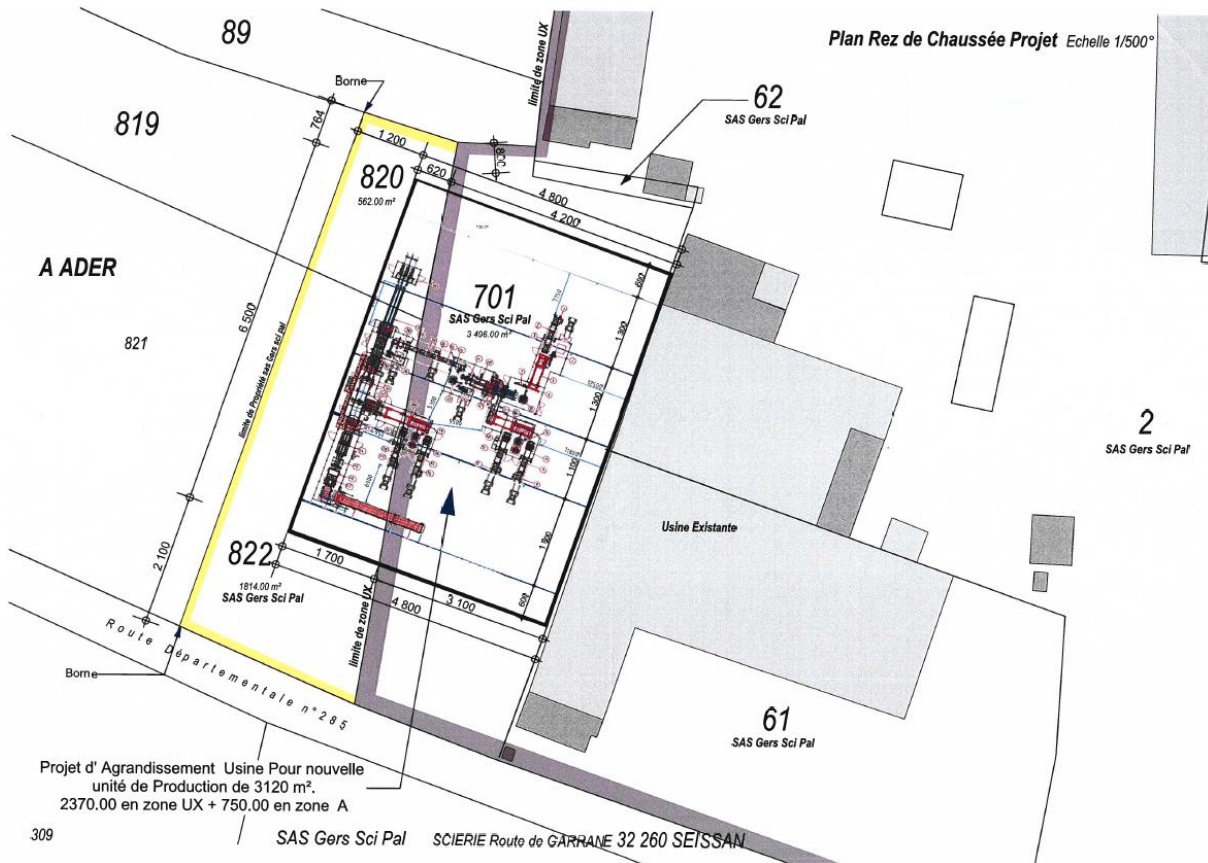 89
Plan Rez de Chaussée Projet Echelle 1/500°
limite de zone UX
Borne
62
SAS Gers Sci Pal
819
764
1 200
800
820
562.00 m²
620
4 800
4 200
A ADER
701
SAS Gers Sci Pal
3 496.00 m²
600
1 300
6 500
821
limite de Propriété sas Gers sci pal
1 300
2
SAS Gers Sci Pal
1 100
Usine Existante
2 100
822
1814.00 m²
SAS Gers Sci Pal
1 700
600
3 100
4 800
limite de zone UX
Route Départementale n°285
Borne
61
SAS Gers Sci Pal
Projet d' Agrandissement Usine Pour nouvelle
unité de Production de 3120 m².
2370.00 en zone UX + 750.00 en zone A
309
SAS Gers Sci Pal SCIERIE Route de GARRANE 32 260 SEISSAN